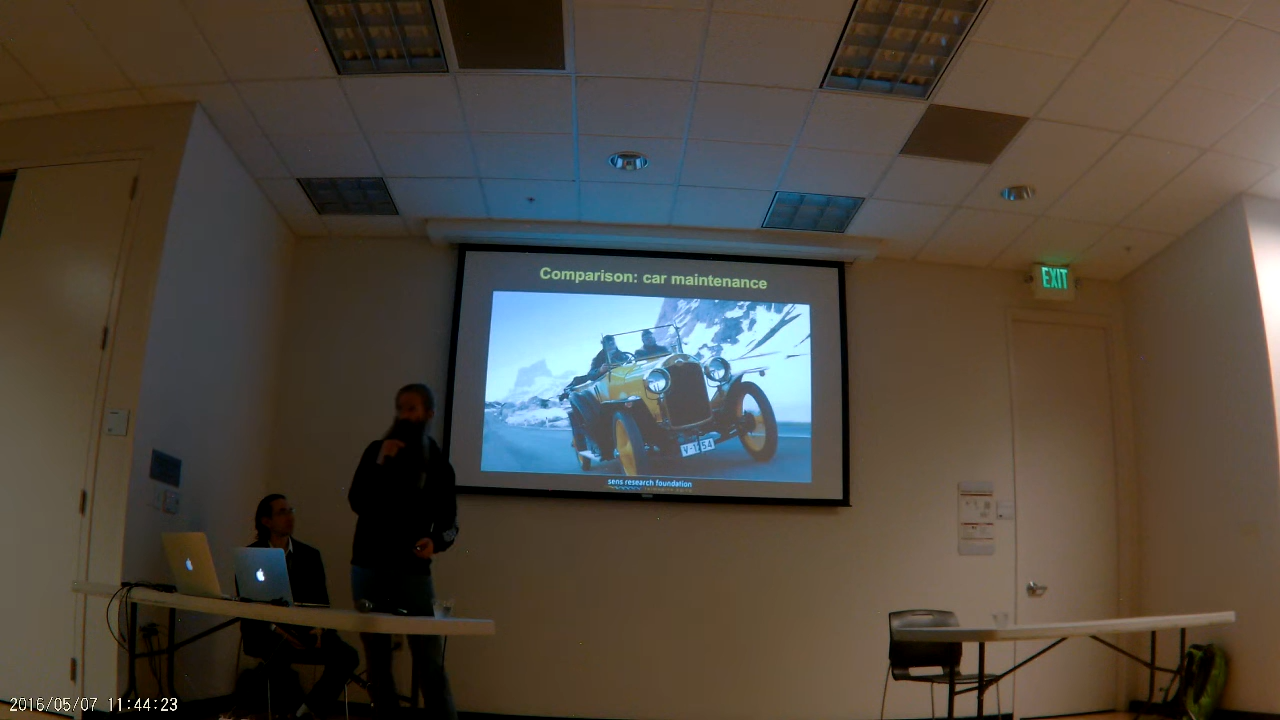 Comparison: car maintenance
EXIT
sens research foundation
2016/05/07 11:44:23